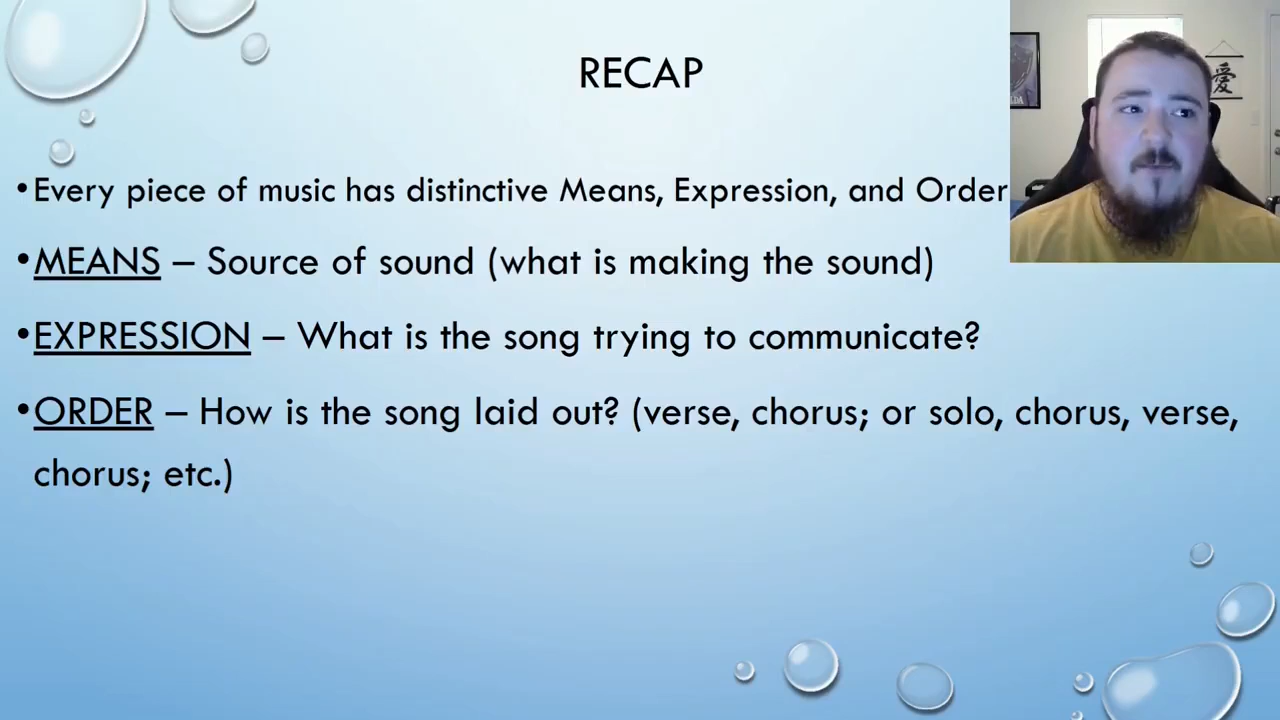 RECAP
•Every piece of music has distinctive Means, Expression, and Order
•MEANS – Source of sound (what is making the sound)
•EXPRESSION – What is the song trying to communicate?
•ORDER – How is the song laid out? (verse, chorus; or solo, chorus, verse,
chorus; etc.)
愛